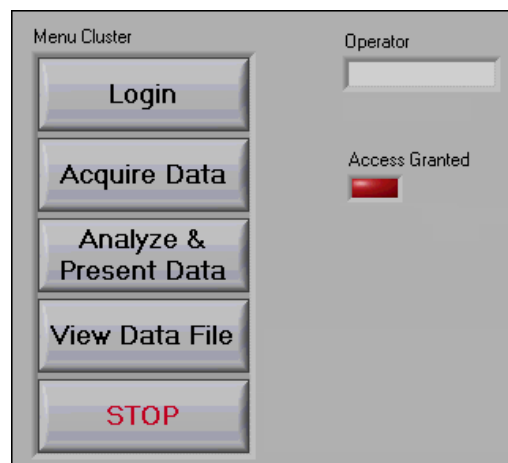 Menu Cluster
Operator
Login
Access Granted
Acquire Data
Analyze &
Present Data
View Data File
STOP